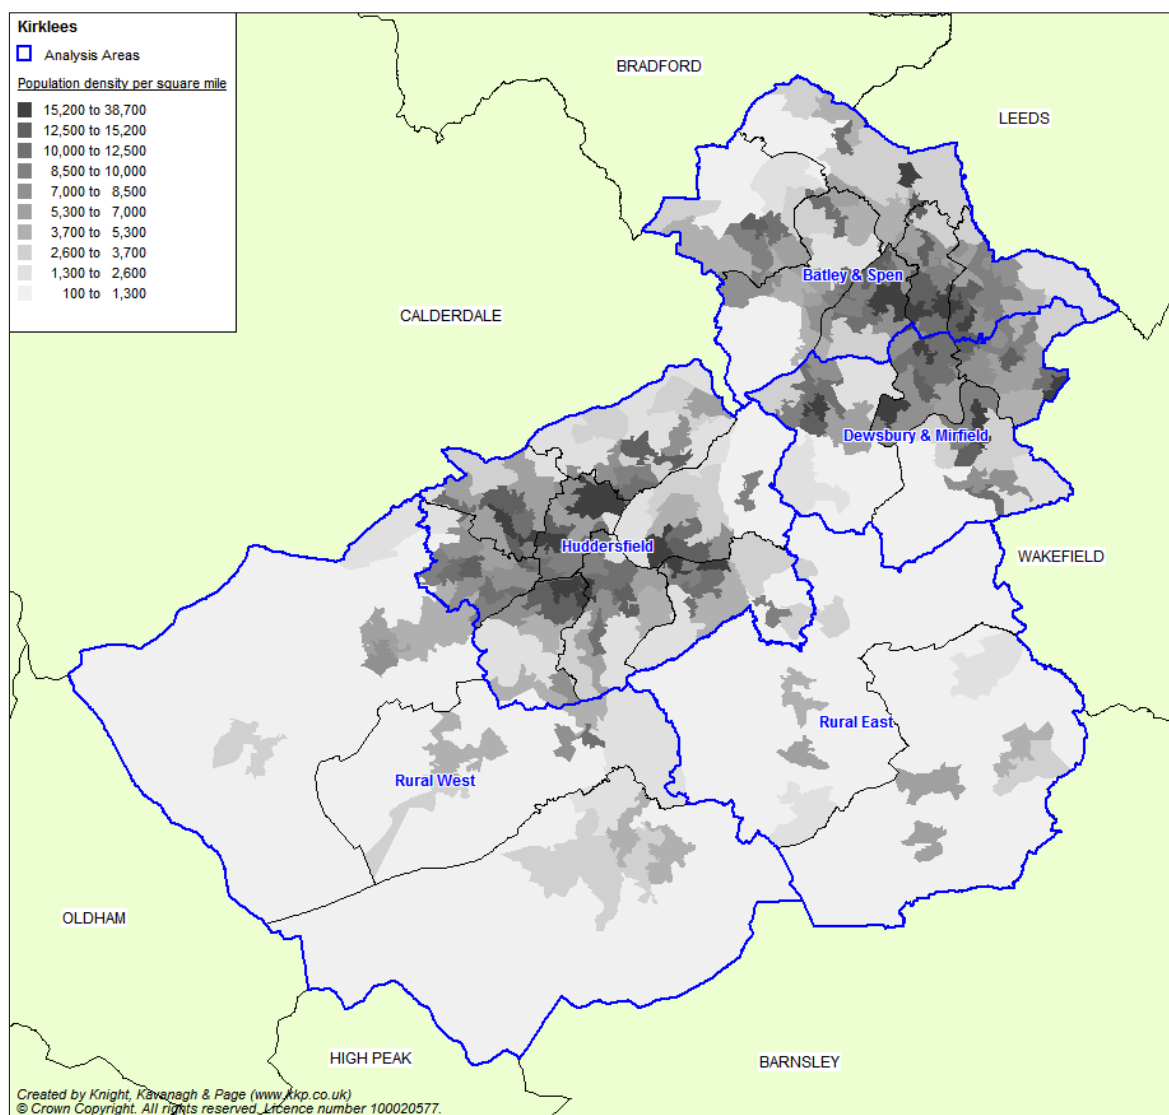 Kirklees
Analysis Areas
Population density per square mile
15,200 to 38,700
12,500 to 15,200
10,000 to 12,500
8,500 to 10,000
7,000 to 8,500
5,300 to 7,000
3,700 to 5,300
2,600 to 3,700
1,300 to 2,600
100 to 1,300
BRADFORD
LEEDS
Batley & Spen
CALDERDALE
Dewsbury & Mirfield
Huddersfield
WAKEFIELD
Rural East
Rural West
OLDHAM
HIGH PEAK
BARNSLEY
Created by Knight, Kavanagh & Page (www.kkp.co.uk)
© Crown Copyright. All rights reserved. Licence number 100020577.